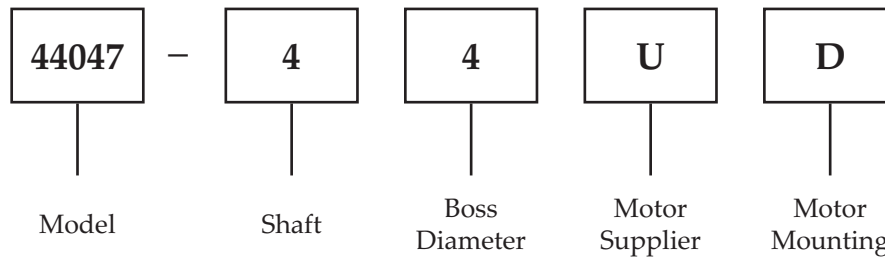 44047 – 4 4 U D
Model Shaft Boss Diameter Motor Supplier Motor Mounting